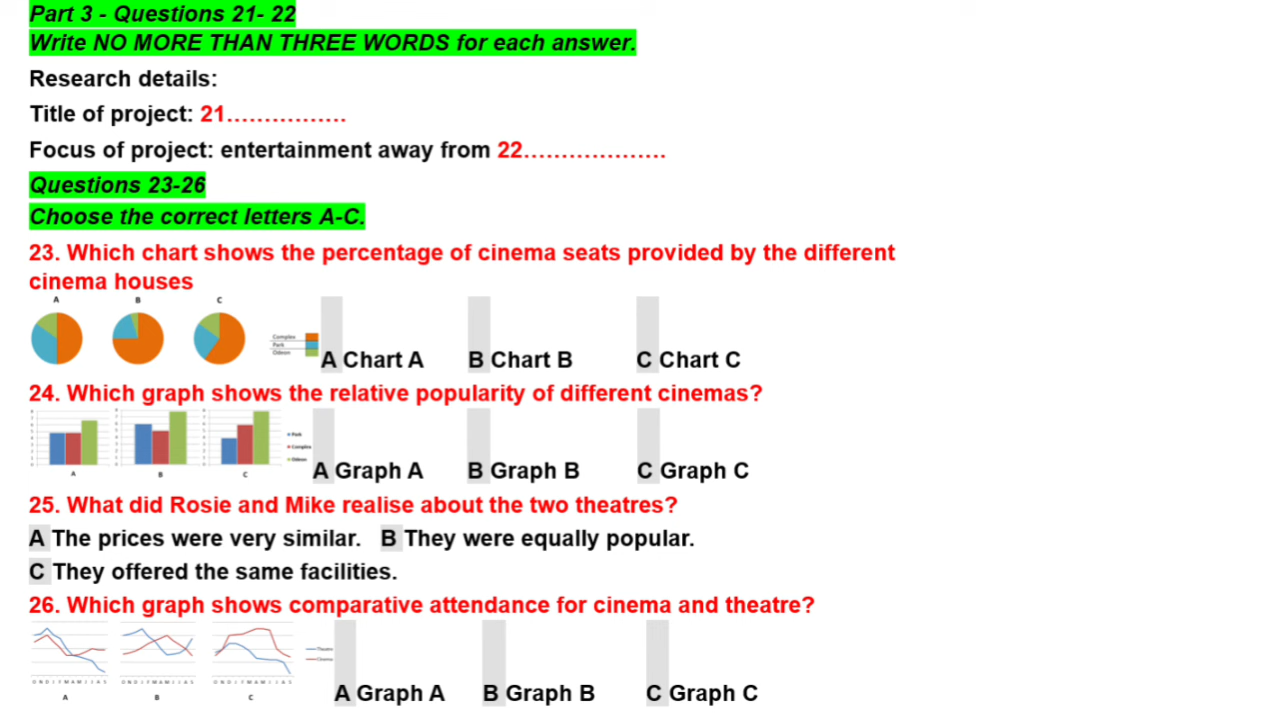 Part 3 - Questions 21- 22
Write NO MORE THAN THREE WORDS for each answer.
Research details:
Title of project: 21................
Focus of project: entertainment away from 22...................
Questions 23-26
Choose the correct letters A-C.
23. Which chart shows the percentage of cinema seats provided by the different
cinema houses
A B C
Complex
Park
Odeon
A Chart A B Chart B C Chart C
24. Which graph shows the relative popularity of different cinemas?
Park
Complex
Odeon
A B C
A Graph A B Graph B C Graph C
25. What did Rosie and Mike realise about the two theatres?
A The prices were very similar. B They were equally popular.
C They offered the same facilities.
26. Which graph shows comparative attendance for cinema and theatre?
Theatre
Cinema
O N D J F M A M J J A S O N D J F M A M J J A S O N D J F M A M J J A S
A B C
A Graph A B Graph B C Graph C